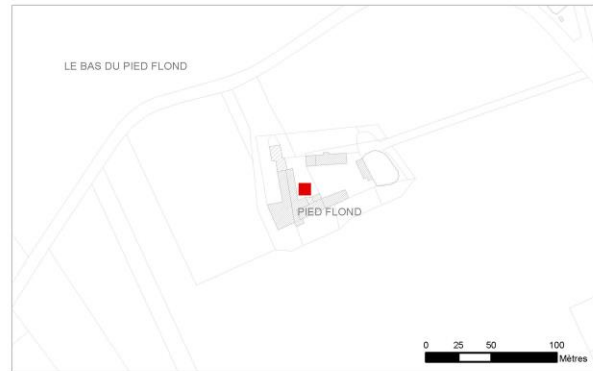 LE BAS DU PIED FLOND
PIED FLOND
0 25 50 100
Mètres